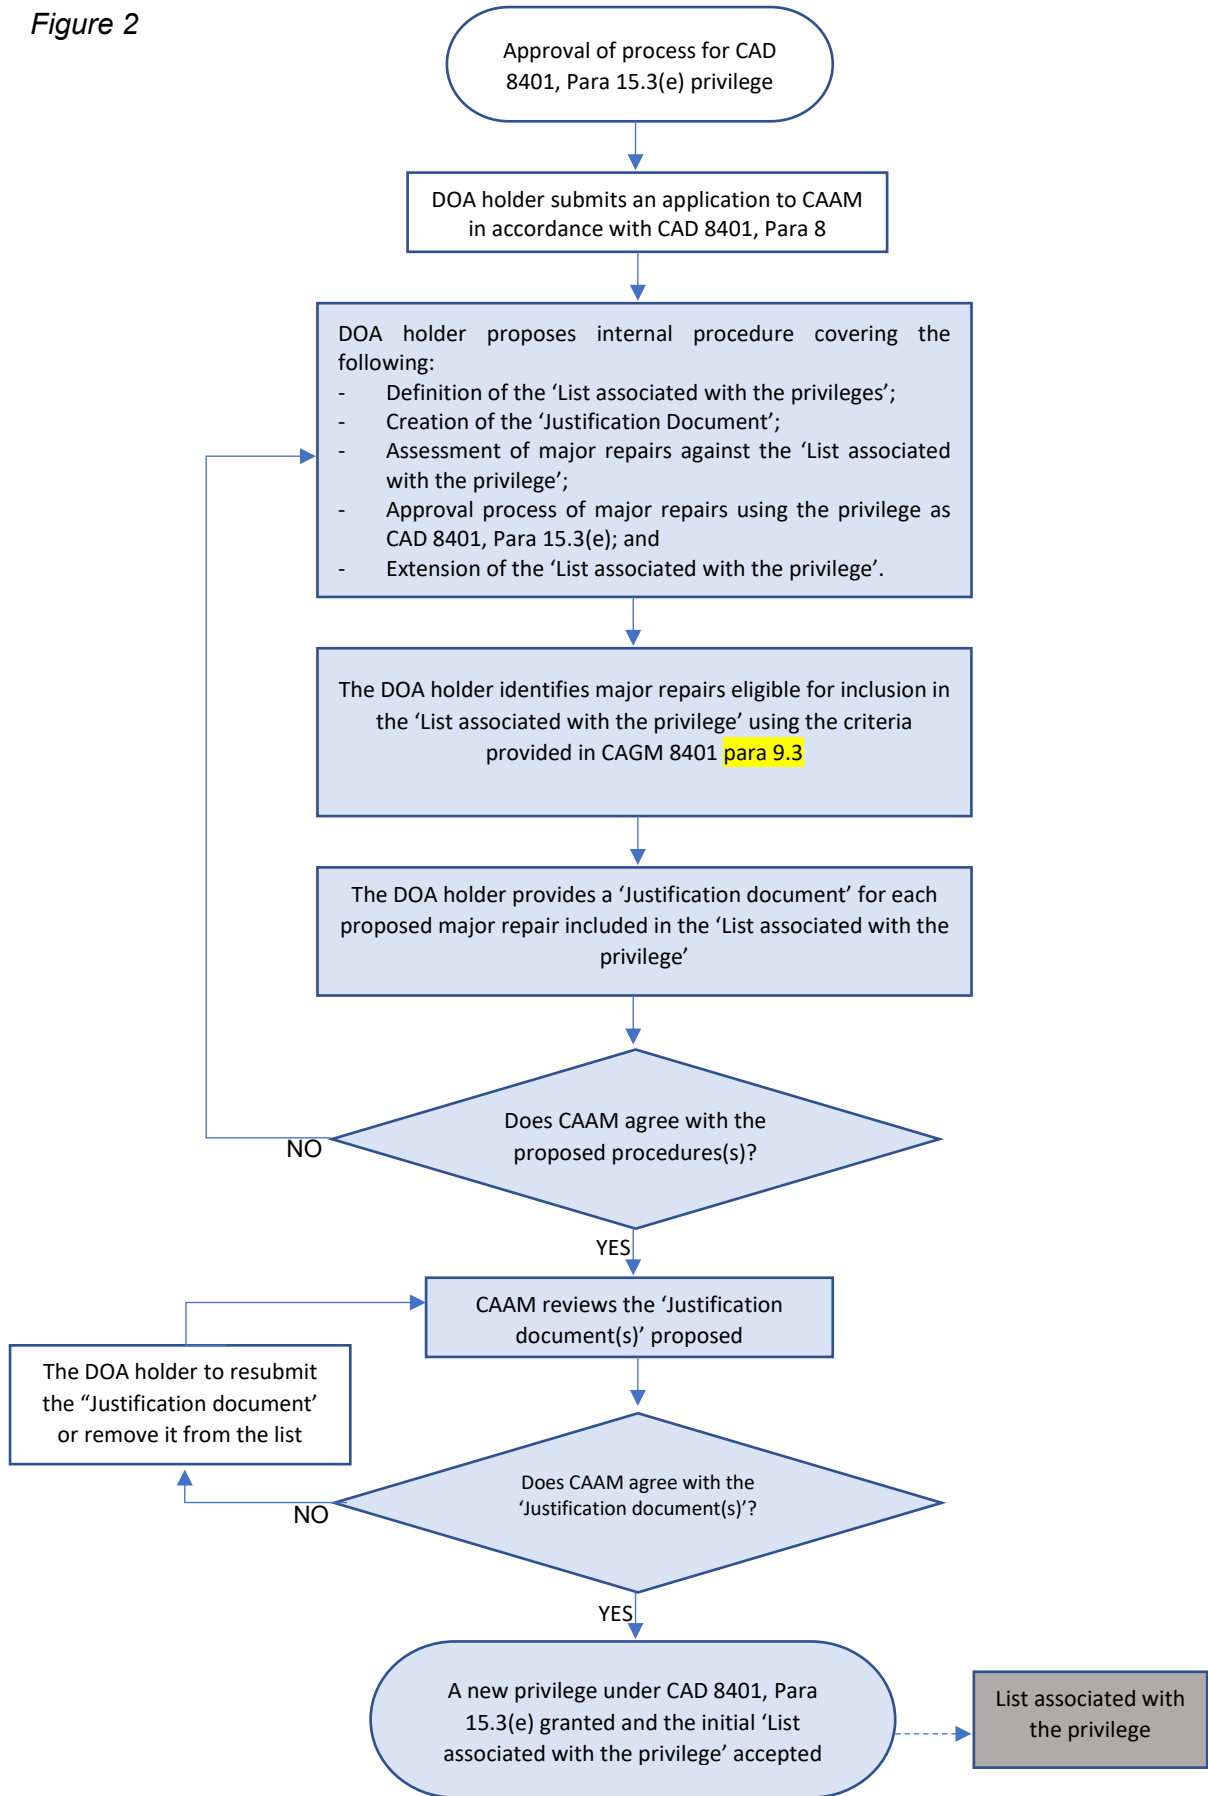 Figure 2
Approval of process for CAD
8401, Para 15.3(e) privilege
DOA holder submits an application to CAAM
in accordance with CAD 8401, Para 8
DOA holder proposes internal procedure covering the
following:
- Definition of the ‘List associated with the privileges’;
- Creation of the ‘Justification Document’;
- Assessment of major repairs against the ‘List associated
with the privilege’;
- Approval process of major repairs using the privilege as
CAD 8401, Para 15.3(e); and
- Extension of the ‘List associated with the privilege’.
The DOA holder identifies major repairs eligible for inclusion in
the ‘List associated with the privilege’ using the criteria
provided in CAGM 8401 para 9.3
The DOA holder provides a ‘Justification document’ for each
proposed major repair included in the ‘List associated with the
privilege’
Does CAAM agree with the
proposed procedures(s)?
NO
YES
CAAM reviews the ‘Justification
document(s)’ proposed
The DOA holder to resubmit
the “Justification document’
or remove it from the list
Does CAAM agree with the
‘Justification document(s)’?
NO
YES
A new privilege under CAD 8401, Para
15.3(e) granted and the initial ‘List
associated with the privilege’ accepted
List associated with
the privilege